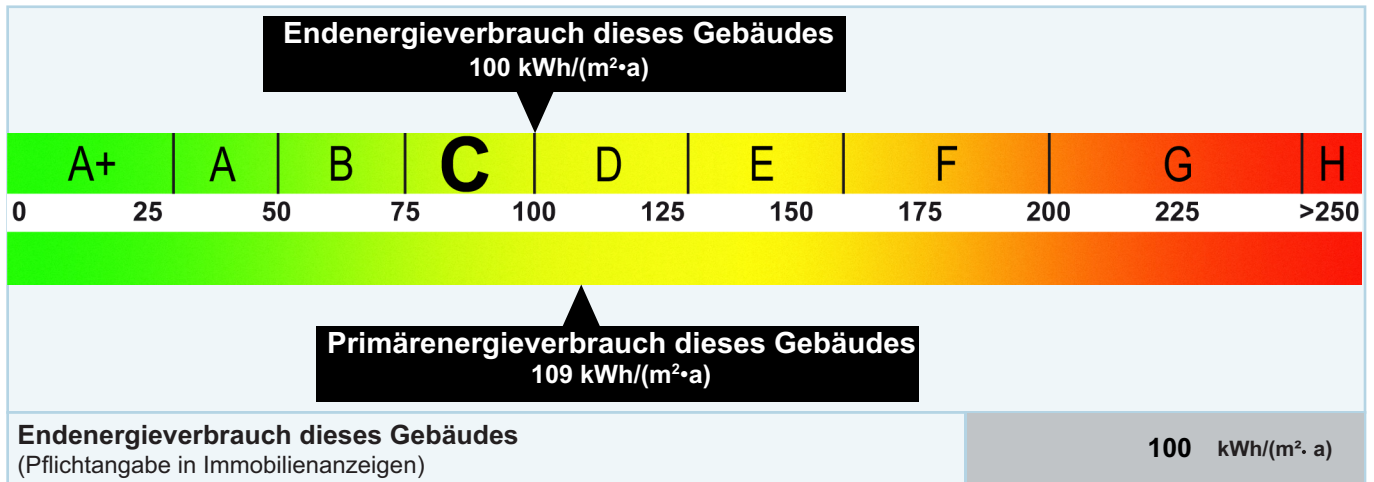 Endenergieverbrauch dieses Gebäudes
100 kWh/(m²•a)
A+ A B C D E F G H
0 25 50 75 100 125 150 175 200 225 >250
Primärenergieverbrauch dieses Gebäudes
109 kWh/(m²•a)
Endenergieverbrauch dieses Gebäudes
(Pflichtangabe in Immobilienanzeigen)
100 kWh/(m²· a)